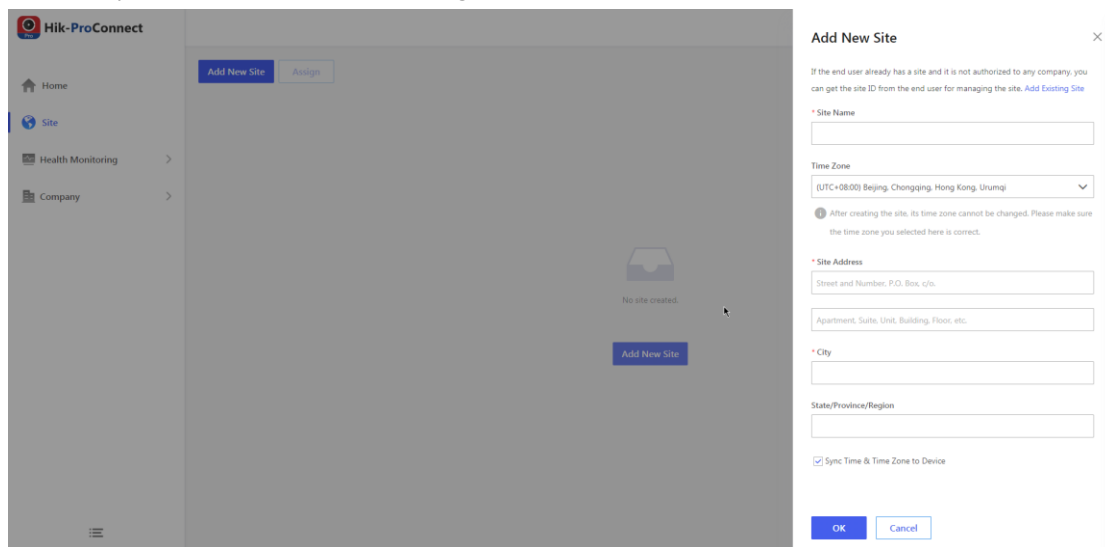 Pro
Hik-ProConnect
Home
Site
Health Monitoring
Company
Add New Site
Assign
No site created.
Add New Site
Add New Site
If the end user already has a site and it is not authorized to any company, you
can get the site ID from the end user for managing the site. Add Existing Site
* Site Name
Time Zone
(UTC+08:00) Beijing, Chongqing, Hong Kong, Urumqi
After creating the site, its time zone cannot be changed. Please make sure
the time zone you selected here is correct.
* Site Address
Street and Number, P.O. Box, c/o.
Apartment, Suite, Unit, Building, Floor, etc.
* City
State/Province/Region
Sync Time & Time Zone to Device
OK
Cancel